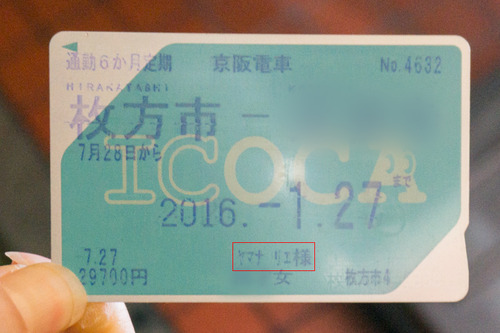 通勤6か月定期 京阪電車 No.4632
HIRAKATASHI
枚方市 ー
7月28日から
ICOCA
2016.-1.27まで
7.27 ヤマナ リエ様
29700円 女 枚方市4